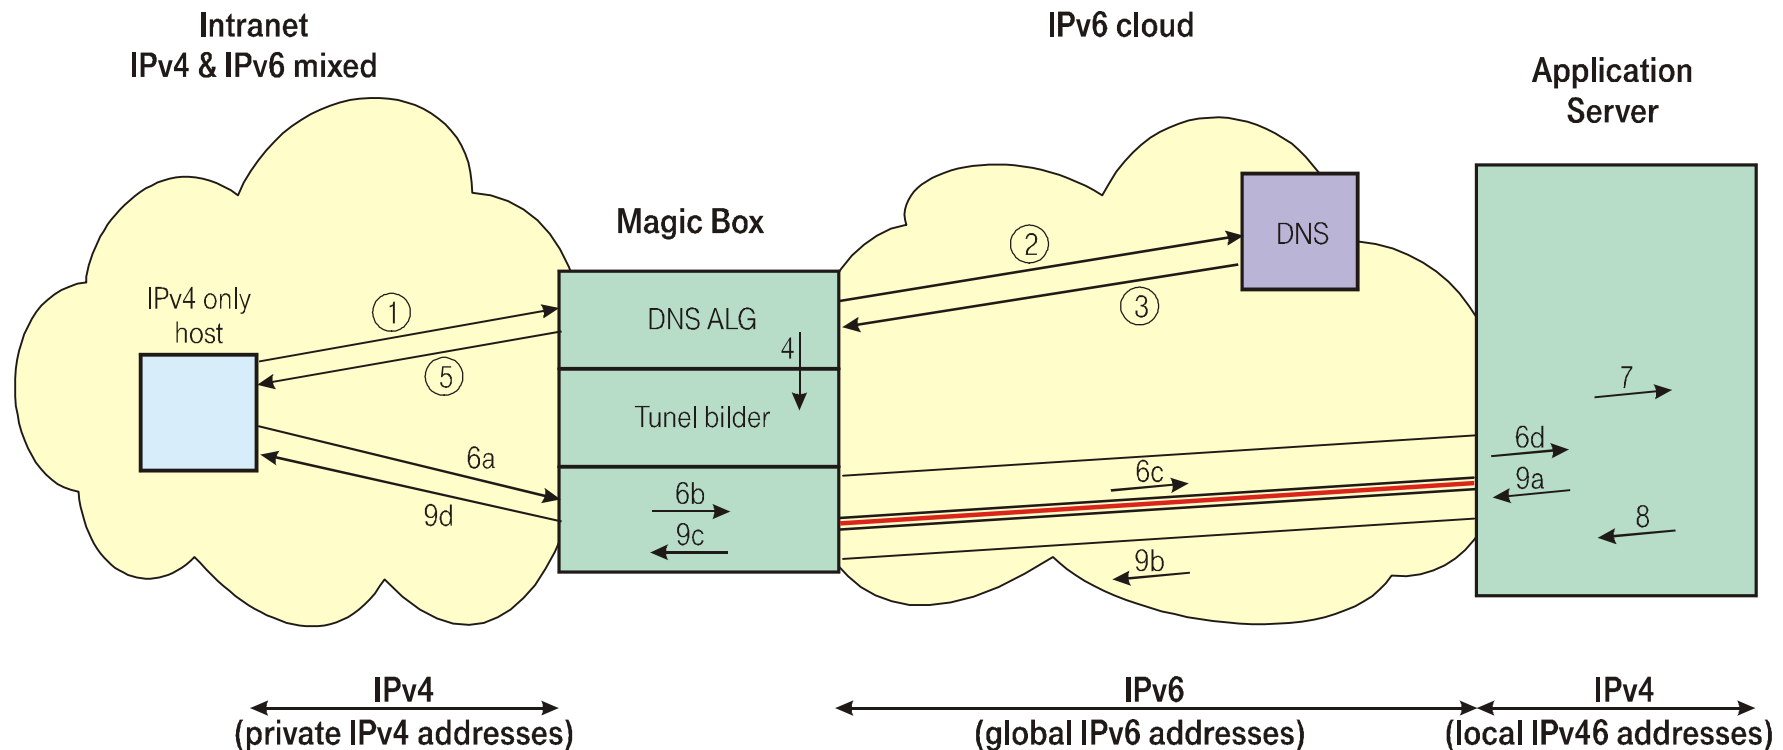 Intranet
IPv4 & IPv6 mixed
IPv6 cloud
Application
Server
Magic Box
DNS
2
3
IPv4 only
host
1
5
DNS ALG
4
Tunel bilder
7
6a
9d
6b
9c
6c
9b
6d
9a
8
IPv4
(private IPv4 addresses)
IPv6
(global IPv6 addresses)
IPv4
(local IPv46 addresses)